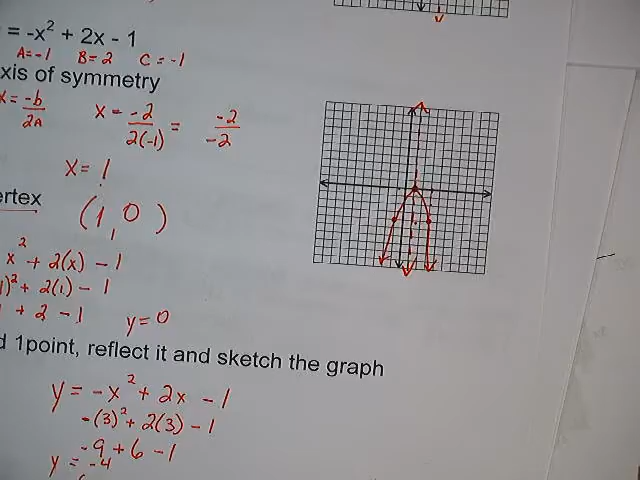 = -x² + 2x - 1
A=-1 B=2 C=-1
xis of symmetry
x = -b/2A x = -2/2(-1) = -2/-2
x = 1
ertex (1, 0)
x² + 2(x) - 1
1)² + 2(1) - 1
+ 2 - 1 y=0
d 1point, reflect it and sketch the graph
y = -x² + 2x - 1
-(3)² + 2(3) - 1
-9 + 6 - 1
y = -4